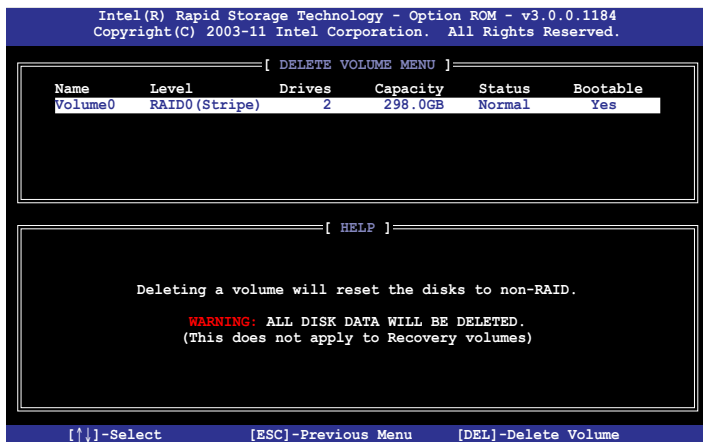 Intel(R) Rapid Storage Technology - Option ROM - v3.0.0.1184
Copyright(C) 2003-11 Intel Corporation. All Rights Reserved.
[ DELETE VOLUME MENU ]
Name Level Drives Capacity Status Bootable
Volume0 RAID0(Stripe) 2 298.0GB Normal Yes
[ HELP ]
Deleting a volume will reset the disks to non-RAID.
WARNING: ALL DISK DATA WILL BE DELETED.
(This does not apply to Recovery volumes)
[↑↓]-Select [ESC]-Previous Menu [DEL]-Delete Volume